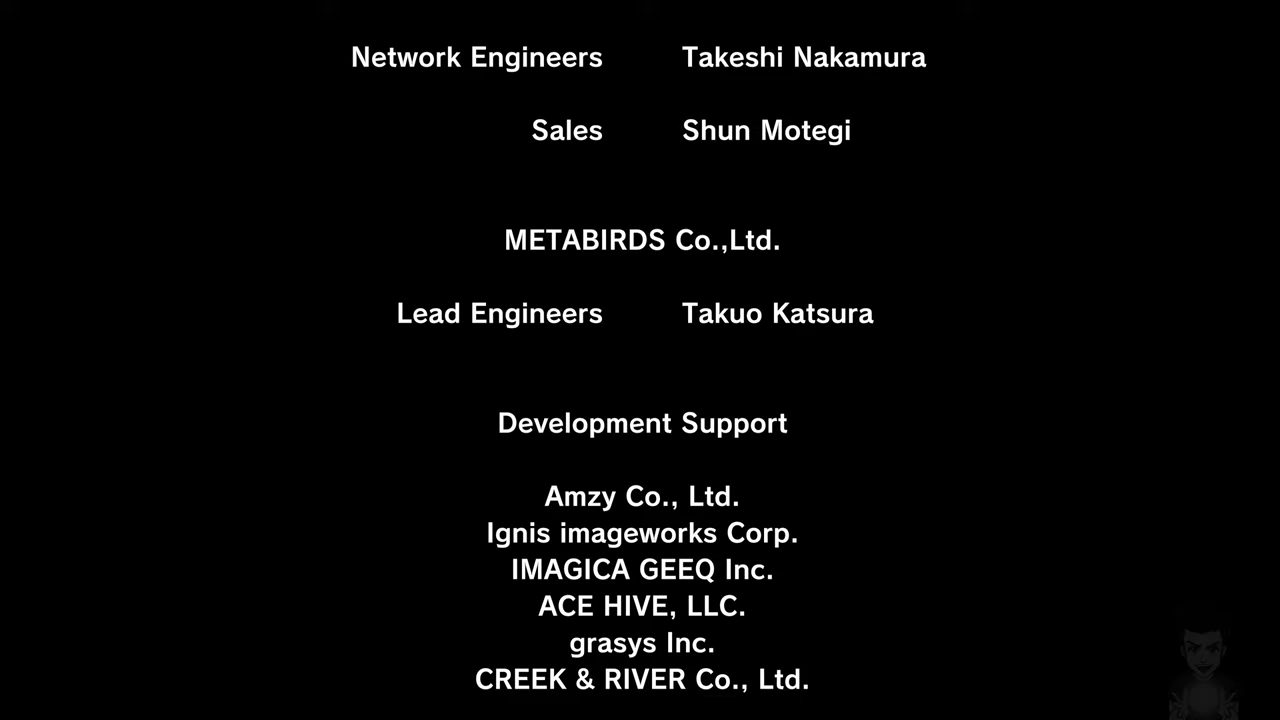 Network Engineers Takeshi Nakamura
Sales Shun Motegi
METABIRDS Co.,Ltd.
Lead Engineers Takuo Katsura
Development Support
Amzy Co., Ltd.
Ignis imageworks Corp.
IMAGICA GEEQ Inc.
ACE HIVE, LLC.
grasys Inc.
CREEK & RIVER Co., Ltd.